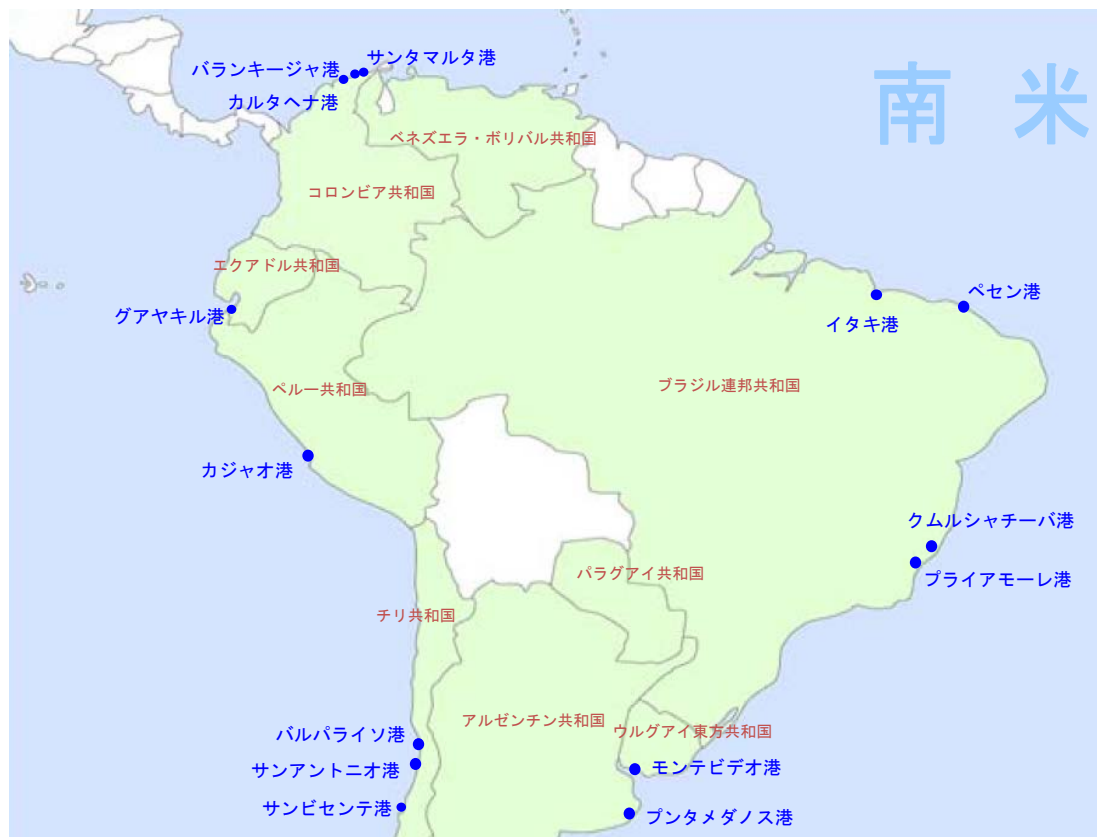 サンタマルタ港
バランキージャ港
カルタヘナ港
南 米
ベネズエラ・ボリバル共和国
コロンビア共和国
エクアドル共和国
グアヤキル港
ペセン港
イタキ港
ペルー共和国
ブラジル連邦共和国
カジャオ港
クムルシャチーバ港
パラグアイ共和国
プライアモーレ港
チリ共和国
アルゼンチン共和国
ウルグアイ東方共和国
バルパライソ港
サンアントニオ港
モンテビデオ港
サンビセンテ港
プンタメダノス港